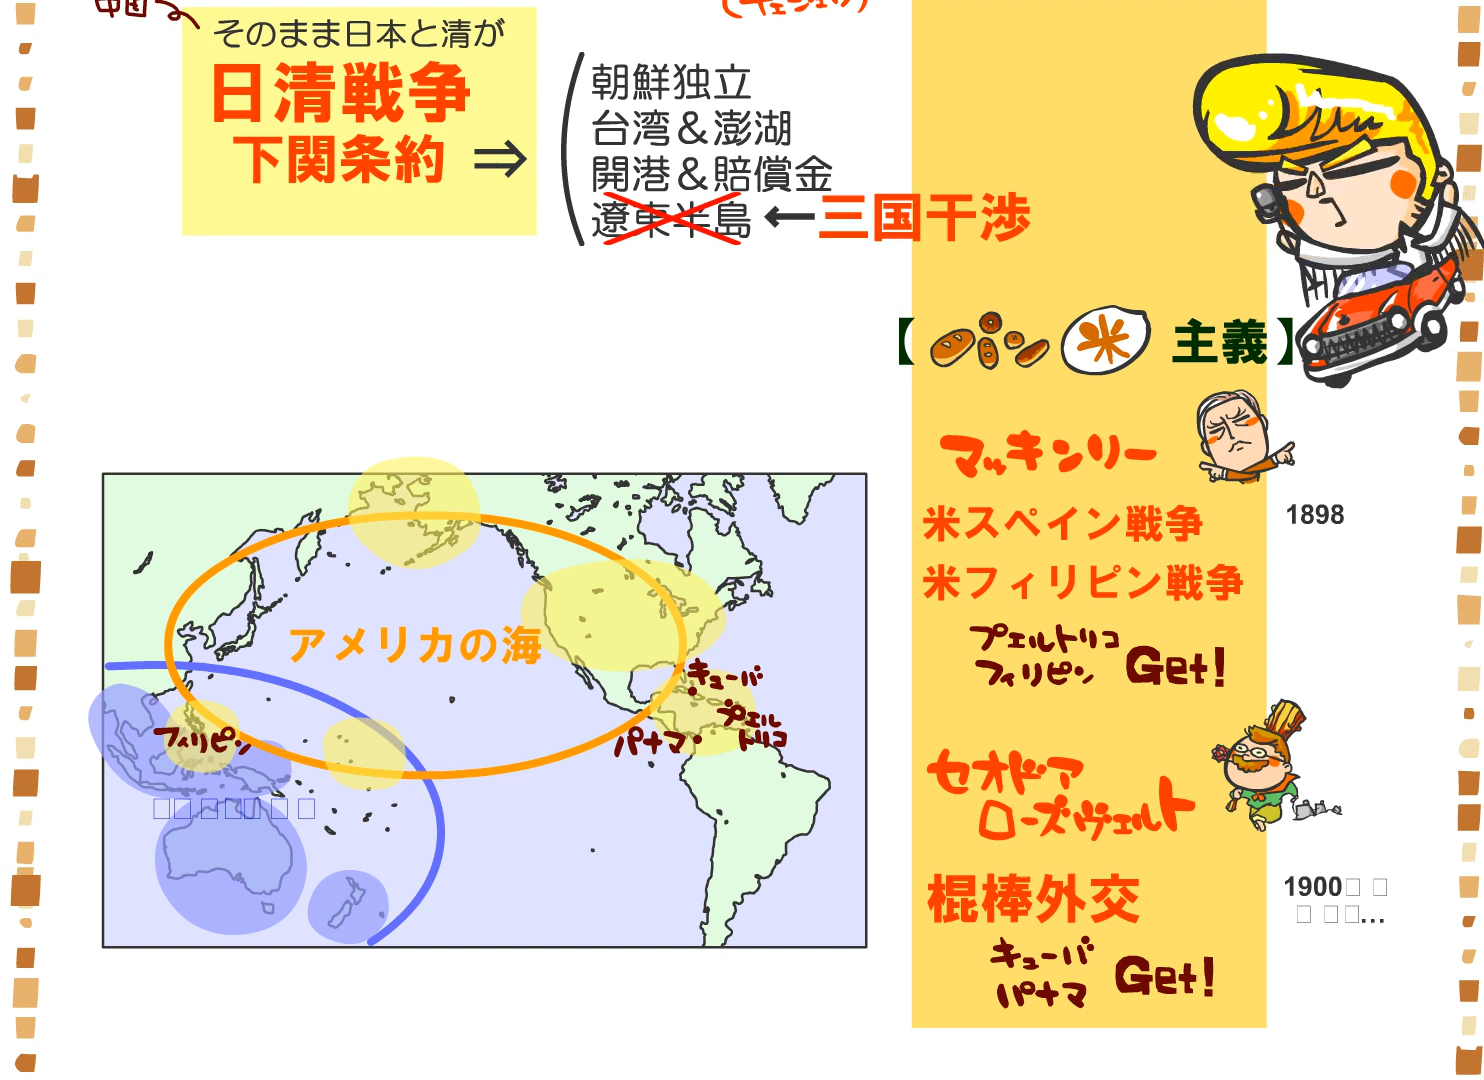 中国
そのまま日本と清が
日清戦争
下関条約 ⇒
朝鮮独立
台湾＆澎湖
開港＆賠償金
遼東半島 ←三国干渉
【パン米主義】
マッキンリー
米スペイン戦争 1898
米フィリピン戦争
プエルトリコ
フィリピン Get!
セオドア
ローズヴェルト
棍棒外交 1900
...
キューバ
パナマ Get!
アメリカの海
キューバ
プエル
トリコ
パナマ
フィリピン